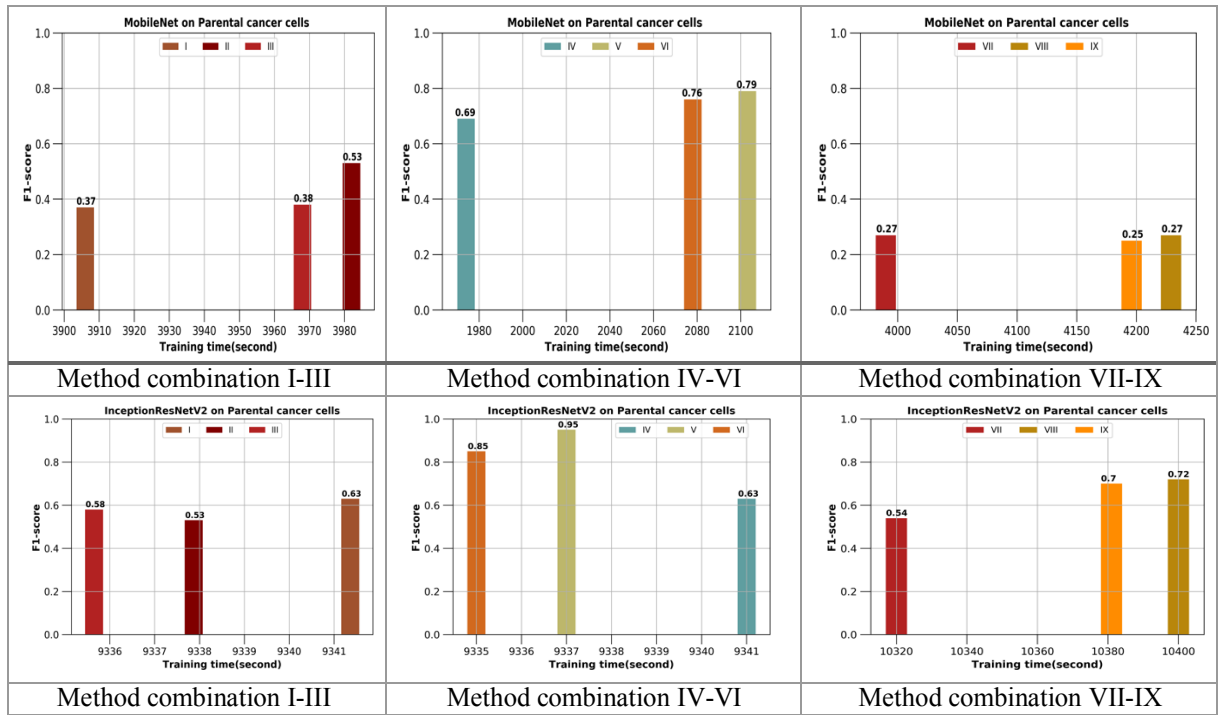 MobileNet on Parental cancer cells
I II III
1.0
0.8
0.6
0.4
0.2
0.0
F1-score
0.37
0.38
0.53
3900 3910 3920 3930 3940 3950 3960 3970 3980
Training time(second)
Method combination I-III
MobileNet on Parental cancer cells
IV V VI
1.0
0.8
0.6
0.4
0.2
0.0
F1-score
0.69
0.76
0.79
1980 2000 2020 2040 2060 2080 2100
Training time(second)
Method combination IV-VI
MobileNet on Parental cancer cells
VII VIII IX
1.0
0.8
0.6
0.4
0.2
0.0
F1-score
0.27
0.25
0.27
4000 4050 4100 4150 4200 4250
Training time(second)
Method combination VII-IX
InceptionResNetV2 on Parental cancer cells
I II III
1.0
0.8
0.6
0.4
0.2
0.0
F1-score
0.58
0.53
0.63
9336 9337 9338 9339 9340 9341
Training time(second)
Method combination I-III
InceptionResNetV2 on Parental cancer cells
IV V VI
1.0
0.8
0.6
0.4
0.2
0.0
F1-score
0.85
0.95
0.63
9335 9336 9337 9338 9339 9340 9341
Training time(second)
Method combination IV-VI
InceptionResNetV2 on Parental cancer cells
VII VIII IX
1.0
0.8
0.6
0.4
0.2
0.0
F1-score
0.54
0.7
0.72
10320 10340 10360 10380 10400
Training time(second)
Method combination VII-IX